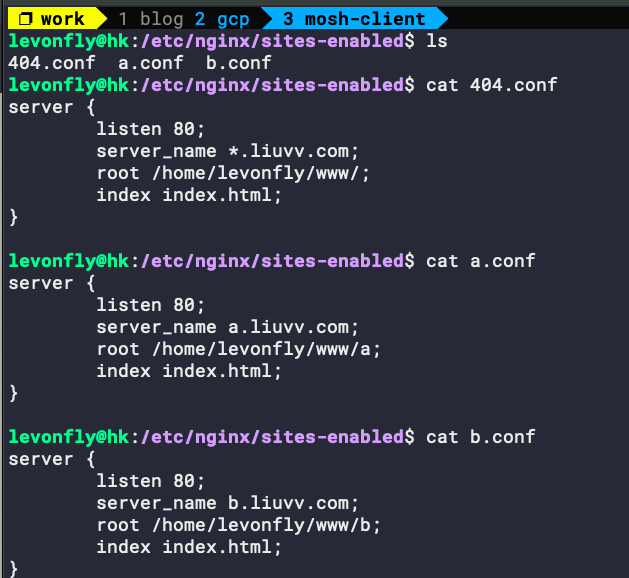 work 1 blog 2 gcp 3 mosh-client
levonfly@hk:/etc/nginx/sites-enabled$ ls
404.conf  a.conf  b.conf
levonfly@hk:/etc/nginx/sites-enabled$ cat 404.conf
server {
        listen 80;
        server_name *.liuvv.com;
        root /home/levonfly/www/;
        index index.html;
}
levonfly@hk:/etc/nginx/sites-enabled$ cat a.conf
server {
        listen 80;
        server_name a.liuvv.com;
        root /home/levonfly/www/a;
        index index.html;
}
levonfly@hk:/etc/nginx/sites-enabled$ cat b.conf
server {
        listen 80;
        server_name b.liuvv.com;
        root /home/levonfly/www/b;
        index index.html;
}